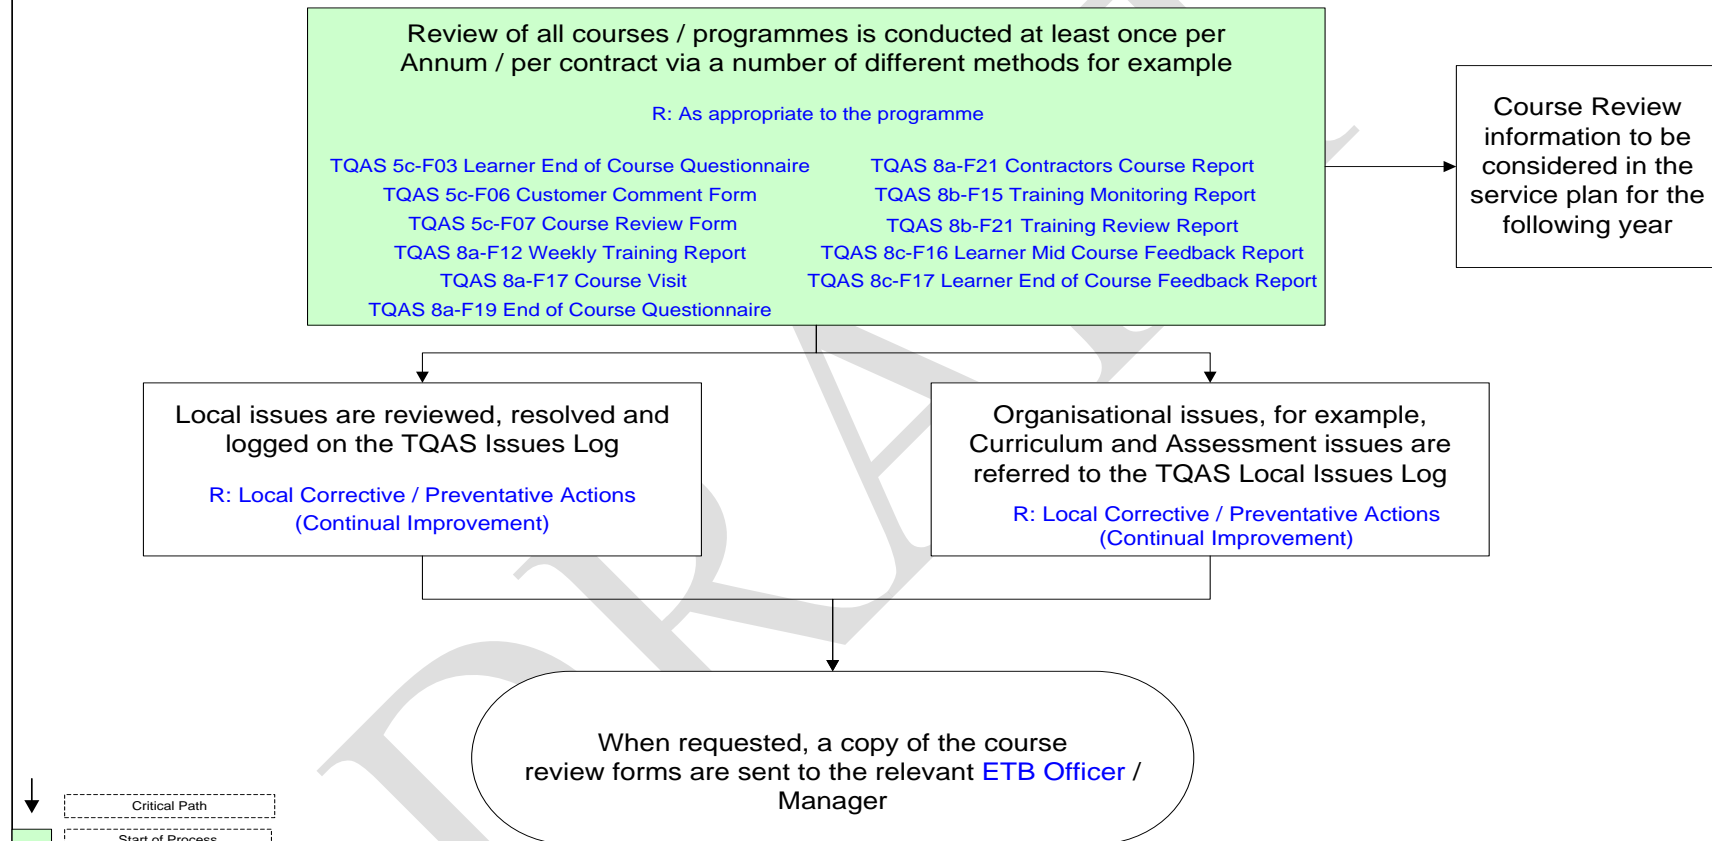 Review of all courses / programmes is conducted at least once per
Annum / per contract via a number of different methods for example
R: As appropriate to the programme
TQAS 5c-F03 Learner End of Course Questionnaire
TQAS 5c-F06 Customer Comment Form
TQAS 5c-F07 Course Review Form
TQAS 8a-F12 Weekly Training Report
TQAS 8a-F17 Course Visit
TQAS 8a-F19 End of Course Questionnaire
TQAS 8a-F21 Contractors Course Report
TQAS 8b-F15 Training Monitoring Report
TQAS 8b-F21 Training Review Report
TQAS 8c-F16 Learner Mid Course Feedback Report
TQAS 8c-F17 Learner End of Course Feedback Report
Course Review
information to be
considered in the
service plan for the
following year
Local issues are reviewed, resolved and
logged on the TQAS Issues Log
R: Local Corrective / Preventative Actions
(Continual Improvement)
Organisational issues, for example,
Curriculum and Assessment issues are
referred to the TQAS Local Issues Log
R: Local Corrective / Preventative Actions
(Continual Improvement)
When requested, a copy of the course
review forms are sent to the relevant ETB Officer /
Manager
Critical Path
Start of Process
DRAFT